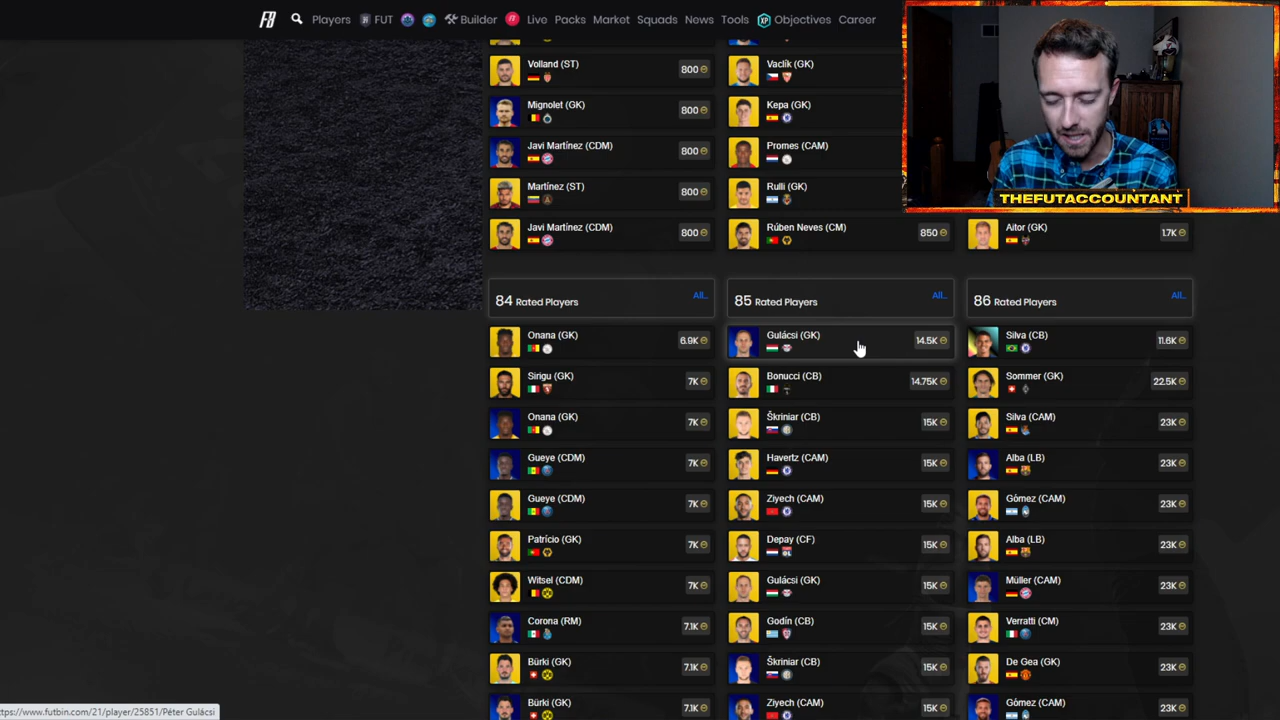 FB Players FUT Builder Live Packs Market Squads News Tools XP Objectives Career
THEFUTACCOUNTANT
Volland (ST) 800
Mignolet (GK) 800
Javi Martínez (CDM) 800
Martínez (ST) 800
Javi Martínez (CDM) 800
Vaclík (GK)
Kepa (GK)
Promes (CAM)
Rulli (GK)
Rúben Neves (CM) 850
Aitor (GK) 1.7K
84 Rated Players All..
Onana (GK) 6.9K
Sirigu (GK) 7K
Onana (GK) 7K
Gueye (CDM) 7K
Gueye (CDM) 7K
Patrício (GK) 7K
Witsel (CDM) 7K
Corona (RM) 7.1K
Bürki (GK) 7.1K
Bürki (GK) 7.1K
85 Rated Players All..
Gulácsi (GK) 14.5K
Bonucci (CB) 14.75K
Škriniar (CB) 15K
Havertz (CAM) 15K
Ziyech (CAM) 15K
Depay (CF) 15K
Gulácsi (GK) 15K
Godín (CB) 15K
Škriniar (CB) 15K
Ziyech (CAM) 15K
86 Rated Players All..
Silva (CB) 11.6K
Sommer (GK) 22.5K
Silva (CAM) 23K
Alba (LB) 23K
Gómez (CAM) 23K
Alba (LB) 23K
Müller (CAM) 23K
Verratti (CM) 23K
De Gea (GK) 23K
Gómez (CAM) 23K
ttps://www.futbin.com/21/player/25851/Péter Gulácsi